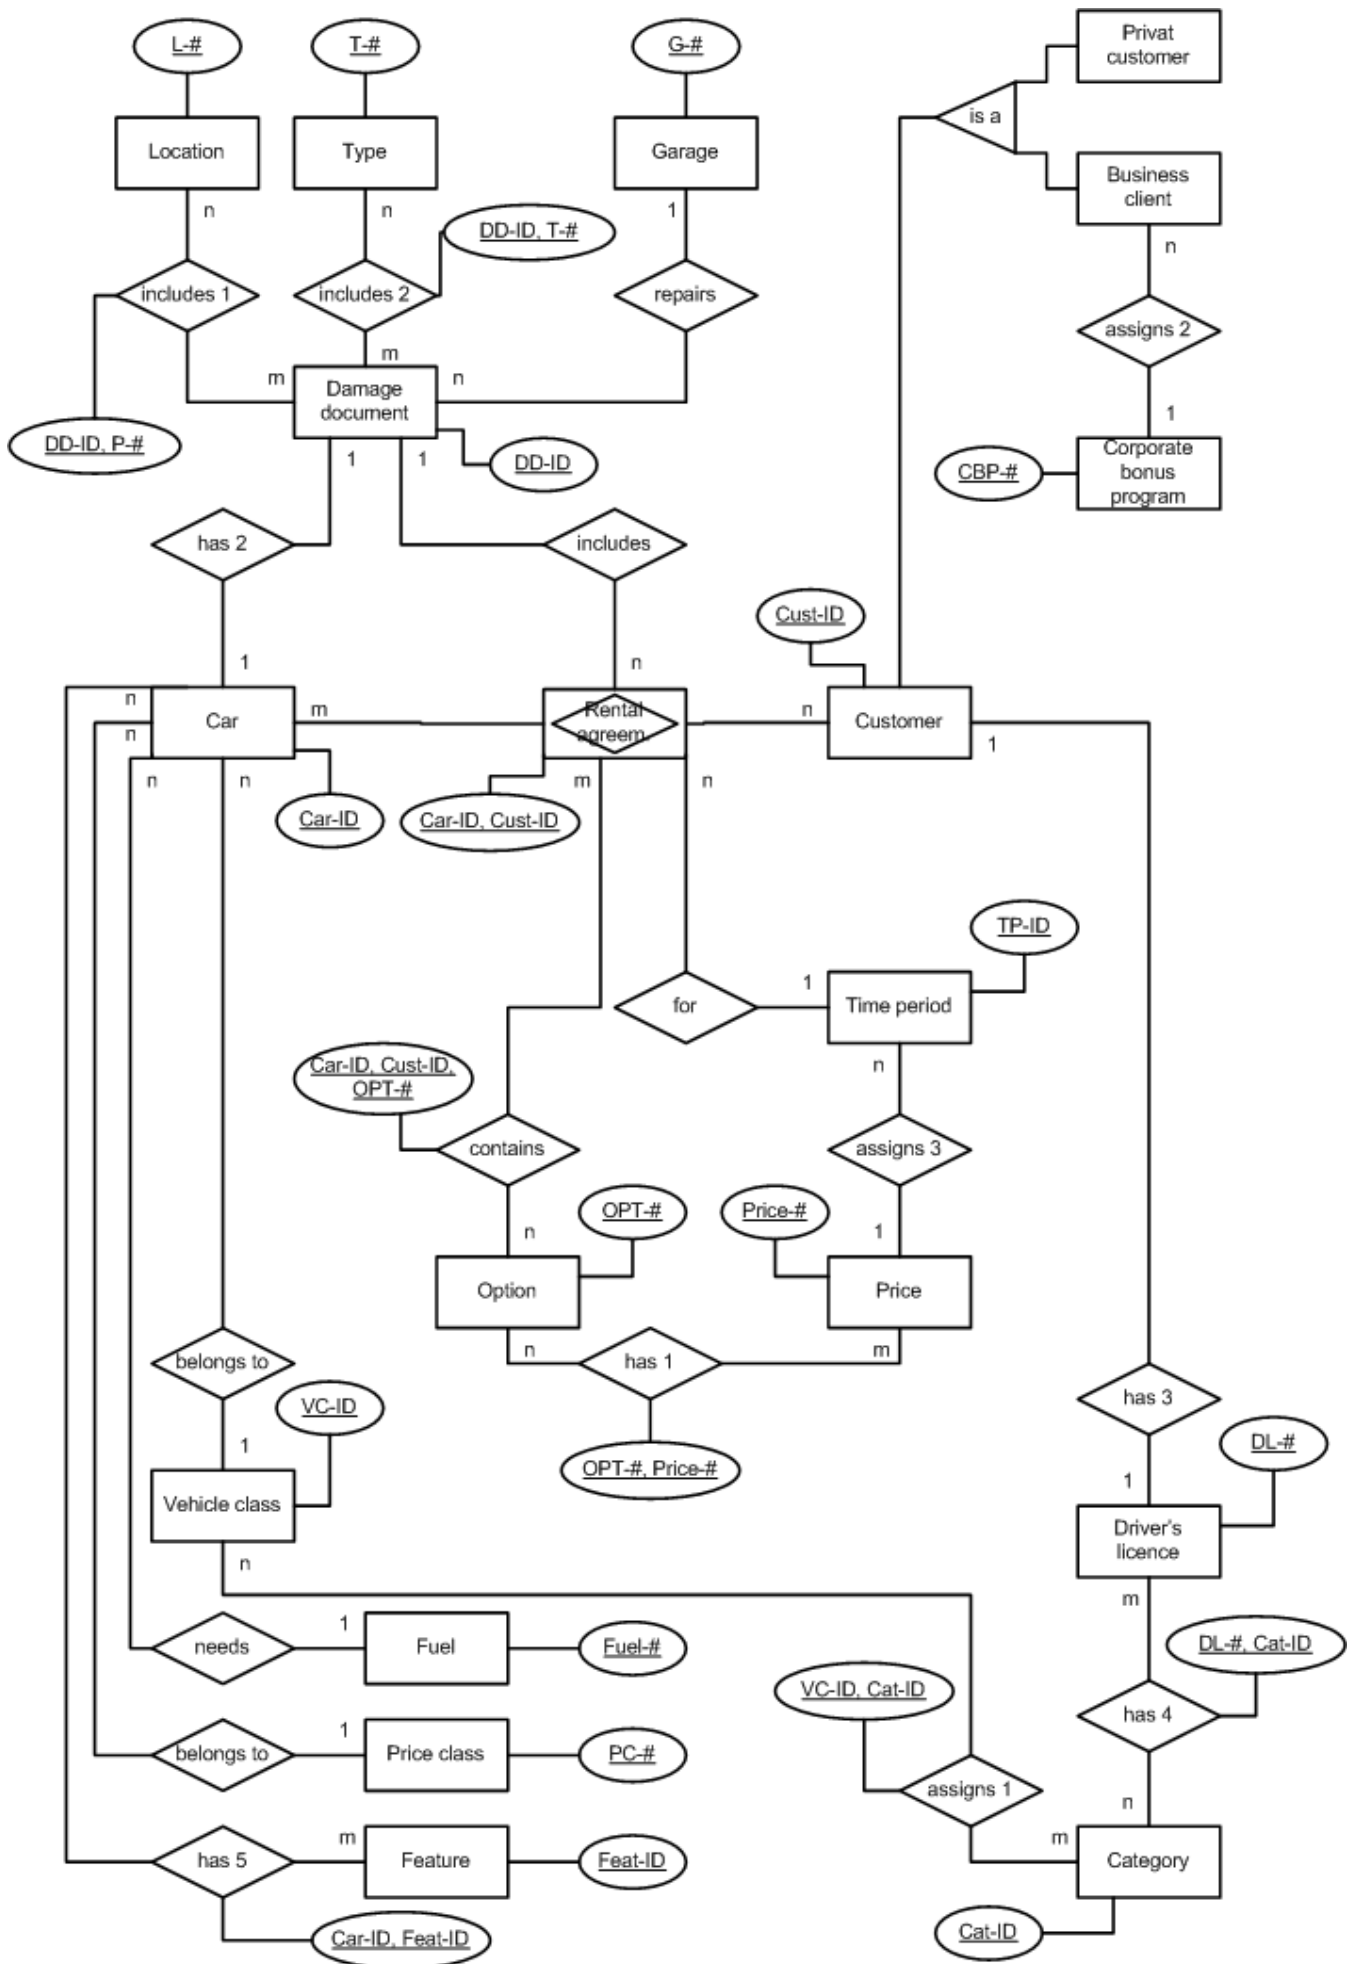 L-#
T-#
G-#
Privat
customer
is a
Location
Type
Garage
Business
client
n
n
1
n
DD-ID, T-#
includes 1
includes 2
repairs
assigns 2
m
m
n
1
Damage
document
DD-ID, P-#
1
1
DD-ID
CBP-#
Corporate
bonus
program
has 2
includes
Cust-ID
1
n
n
m
n
Car
Rental
agreem.
Customer
n
1
n
n
m
n
Car-ID
Car-ID, Cust-ID
TP-ID
1
for
Time period
n
Car-ID, Cust-ID,
OPT-#
contains
assigns 3
OPT-#
Price-#
n
1
Option
Price
n
has 1
m
belongs to
has 3
VC-ID
1
DL-#
OPT-#, Price-#
1
Vehicle class
Driver's
licence
n
m
1
needs
Fuel
Fuel-#
DL-#, Cat-ID
VC-ID, Cat-ID
has 4
1
belongs to
Price class
PC-#
assigns 1
n
m
m
has 5
Feature
Feat-ID
Category
Car-ID, Feat-ID
Cat-ID